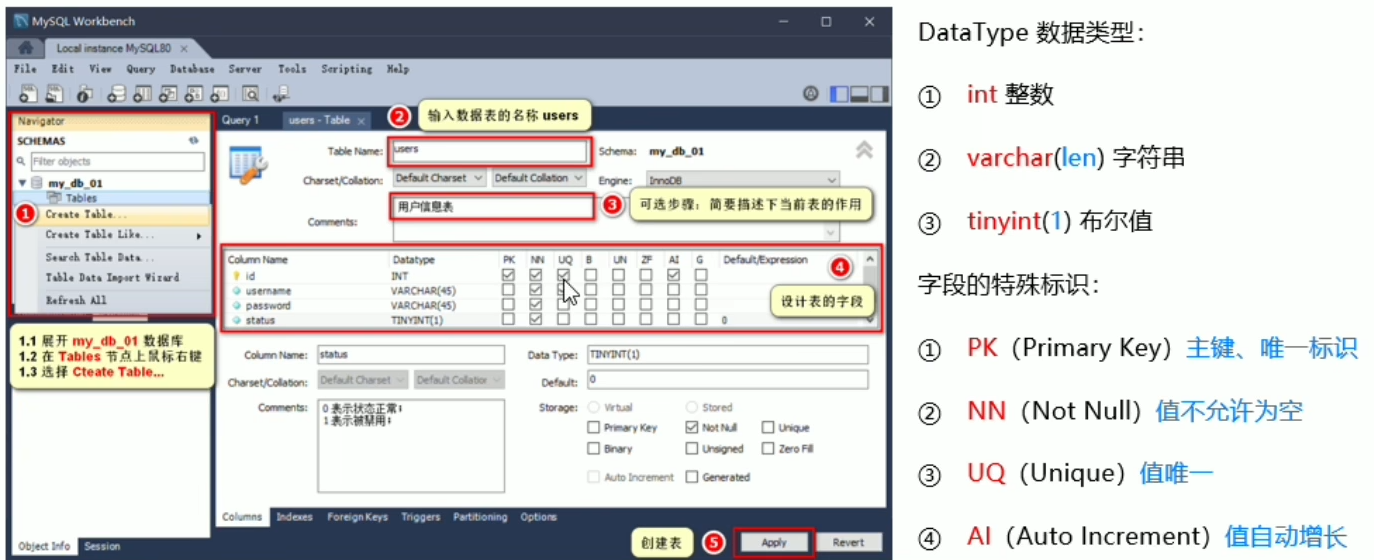 MySQL Workbench
Local instance MySQL80
File Edit View Query Database Server Tools Scripting Help
Navigator
SCHEMAS
Filter objects
my_db_01
Tables
1 Create Table...
Create Table Like...
Search Table Data...
Table Data Import Wizard
Refresh All
1.1 展开 my_db_01 数据库
1.2 在 Tables 节点上鼠标右键
1.3 选择 Cteate Table...
Object Info Session
Query 1 users - Table
2 输入数据表的名称 users
Table Name: users Schema: my_db_01
Charset/Collation: Default Charset Default Collation Engine: InnoDB
Comments: 用户信息表
3 可选步骤：简要描述下当前表的作用
Column Name Datatype PK NN UQ B UN ZF AI G Default/Expression
id INT
username VARCHAR(45)
password VARCHAR(45)
status TINYINT(1) 0
4
设计表的字段
Column Name: status Data Type: TINYINT(1)
Charset/Collation: Default Charset Default Collation Default: 0
Comments: 0 表示状态正常；
1 表示被禁用；
Storage: Virtual Stored
Primary Key Not Null Unique
Binary Unsigned Zero Fill
Auto Increment Generated
Columns Indexes Foreign Keys Triggers Partitioning Options
创建表 5 Apply Revert
DataType 数据类型：
① int 整数
② varchar(len) 字符串
③ tinyint(1) 布尔值
字段的特殊标识：
① PK（Primary Key）主键、唯一标识
② NN（Not Null）值不允许为空
③ UQ（Unique）值唯一
④ AI（Auto Increment）值自动增长